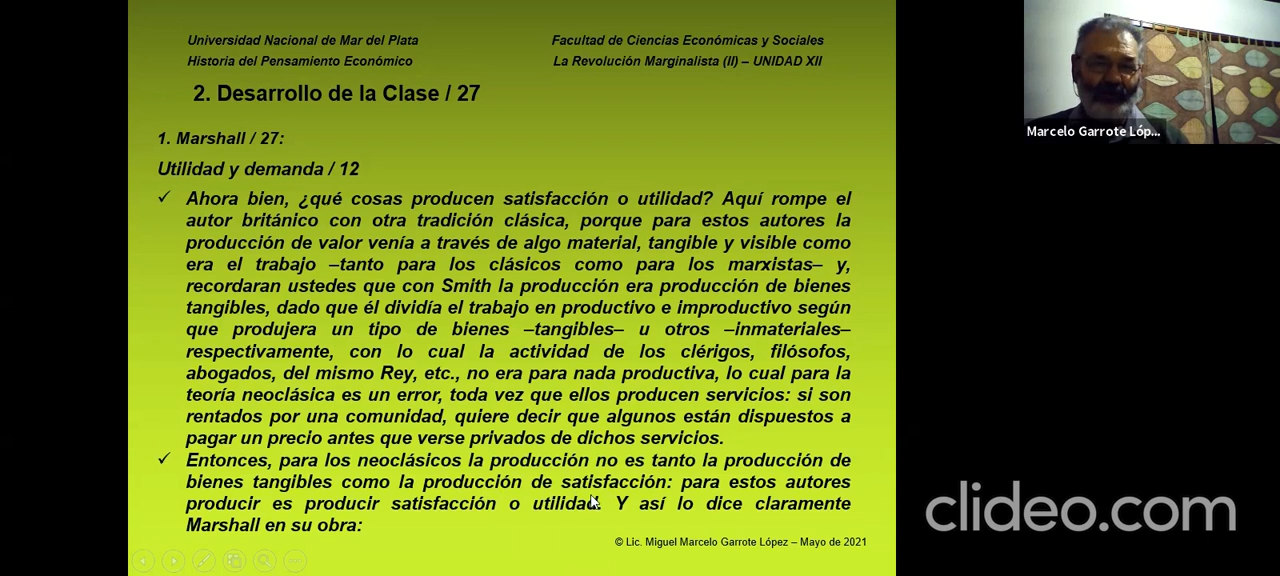 Universidad Nacional de Mar del Plata
Facultad de Ciencias Económicas y Sociales
Historia del Pensamiento Económico
La Revolución Marginalista (II) – UNIDAD XII
2. Desarrollo de la Clase / 27
1. Marshall / 27:
Utilidad y demanda / 12
✓ Ahora bien, ¿qué cosas producen satisfacción o utilidad? Aquí rompe el
autor británico con otra tradición clásica, porque para estos autores la
producción de valor venía a través de algo material, tangible y visible como
era el trabajo –tanto para los clásicos como para los marxistas– y,
recordaran ustedes que con Smith la producción era producción de bienes
tangibles, dado que él dividía el trabajo en productivo e improductivo según
que produjera un tipo de bienes –tangibles– u otros –inmateriales–
respectivamente, con lo cual la actividad de los clérigos, filósofos,
abogados, del mismo Rey, etc., no era para nada productiva, lo cual para la
teoría neoclásica es un error, toda vez que ellos producen servicios: si son
rentados por una comunidad, quiere decir que algunos están dispuestos a
pagar un precio antes que verse privados de dichos servicios.
✓ Entonces, para los neoclásicos la producción no es tanto la producción de
bienes tangibles como la producción de satisfacción: para estos autores
producir es producir satisfacción o utilidad. Y así lo dice claramente
Marshall en su obra:
© Lic. Miguel Marcelo Garrote López – Mayo de 2021
Marcelo Garrote Lóp...
clideo.com